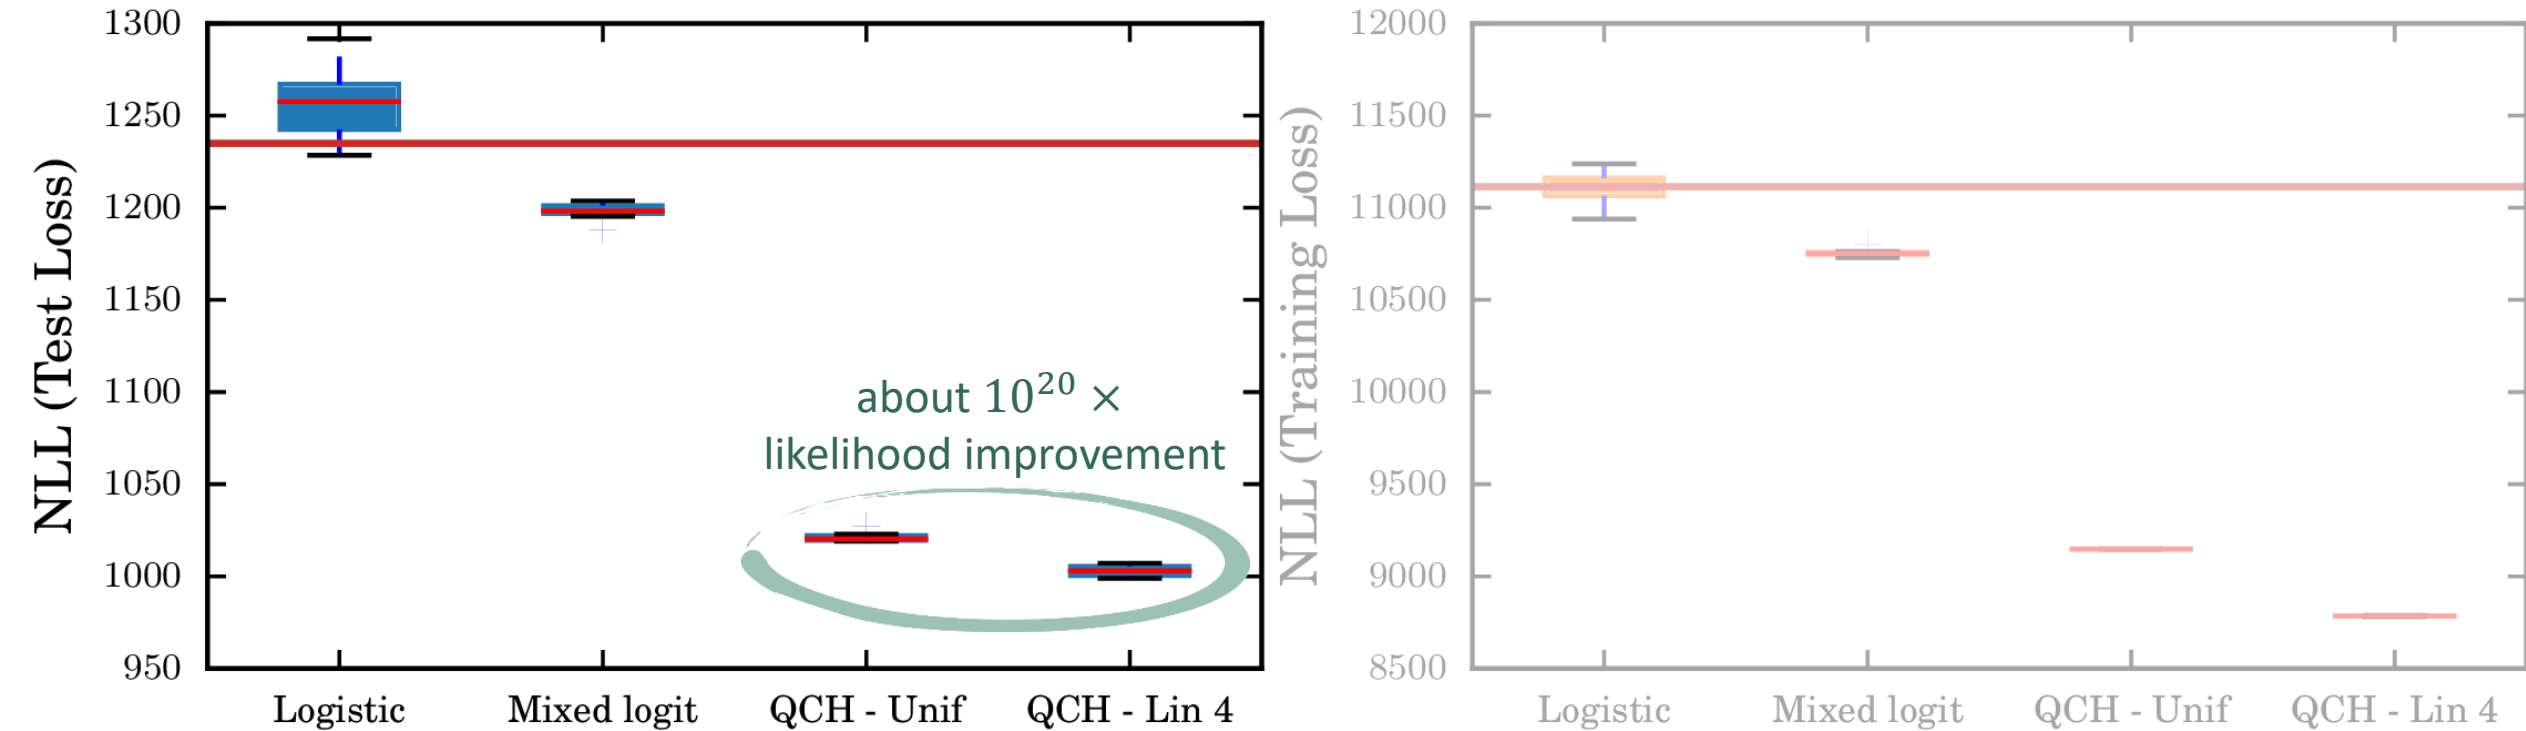 NLL (Test Loss)
1300
1250
1200
1150
1100
1050
1000
950
about 10²⁰ ×
likelihood improvement
Logistic
Mixed logit
QCH - Unif
QCH - Lin 4
NLL (Training Loss)
12000
11500
11000
10500
10000
9500
9000
8500
Logistic
Mixed logit
QCH - Unif
QCH - Lin 4